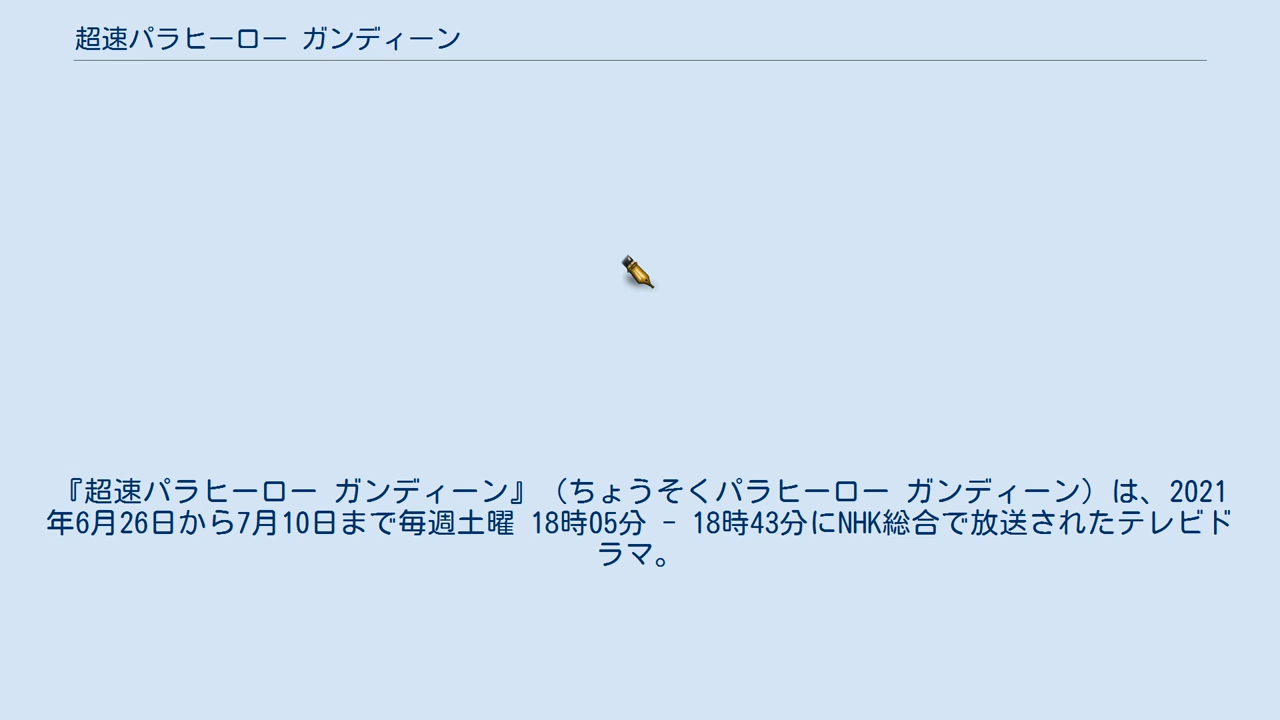 超速パラヒーロー ガンディーン
『超速パラヒーロー ガンディーン』（ちょうそくパラヒーロー ガンディーン）は、2021
年6月26日から7月10日まで毎週土曜 18時05分 - 18時43分にNHK総合で放送されたテレビド
ラマ。